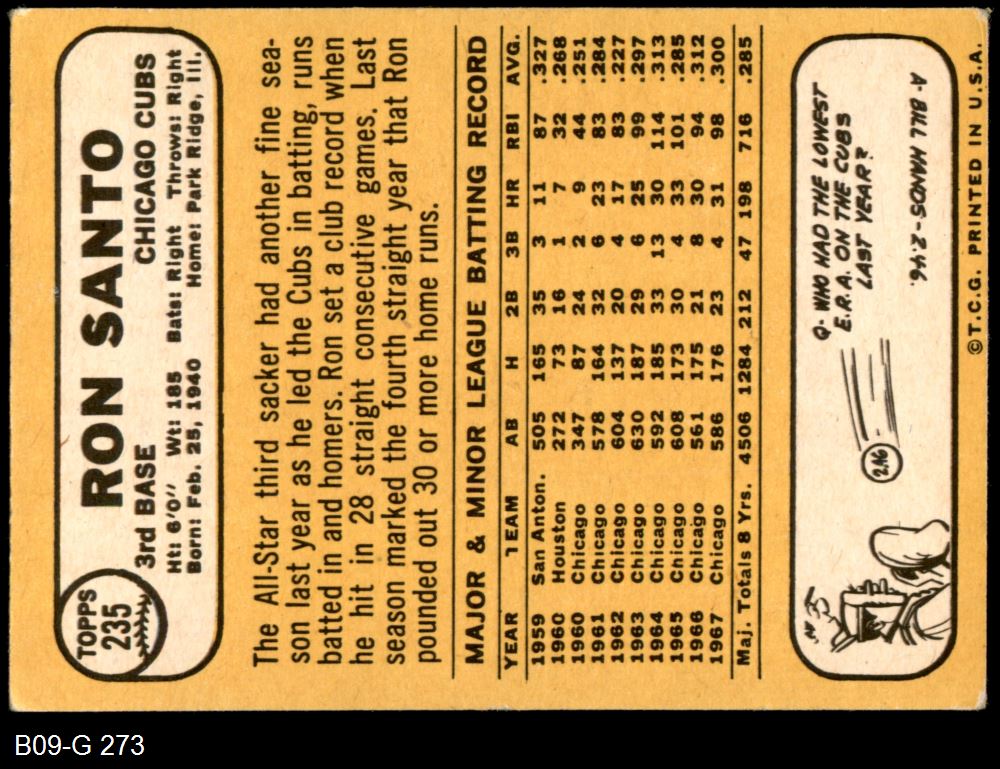 TOPPS
235
RON SANTO
3rd BASE CHICAGO CUBS
Ht: 6'0" Wt: 185 Bats: Right Throws: Right
Born: Feb. 25, 1940 Home: Park Ridge, Ill.
The All-Star third sacker had another fine sea-
son last year as he led the Cubs in batting, runs
batted in and homers. Ron set a club record when
he hit in 28 straight consecutive games. Last
season marked the fourth straight year that Ron
pounded out 30 or more home runs.
MAJOR & MINOR LEAGUE BATTING RECORD
YEAR TEAM AB H 2B 3B HR RBI AVG.
1959 San Anton. 505 165 35 3 11 87 .327
1960 Houston 272 73 16 1 7 32 .268
1960 Chicago 347 87 24 2 9 44 .251
1961 Chicago 578 164 32 6 23 83 .284
1962 Chicago 604 137 20 4 17 83 .227
1963 Chicago 630 187 29 6 25 99 .297
1964 Chicago 592 185 33 13 30 114 .313
1965 Chicago 608 173 30 4 33 101 .285
1966 Chicago 561 175 21 8 30 94 .312
1967 Chicago 586 176 23 4 31 98 .300
Maj. Totals 8 Yrs. 4506 1284 212 47 198 716 .285
Q- WHO HAD THE LOWEST
E.R.A. ON THE CUBS
LAST YEAR?
A- BILL HANDS-2.46.
2.46
© T.C.G. PRINTED IN U.S.A.
B09-G 273